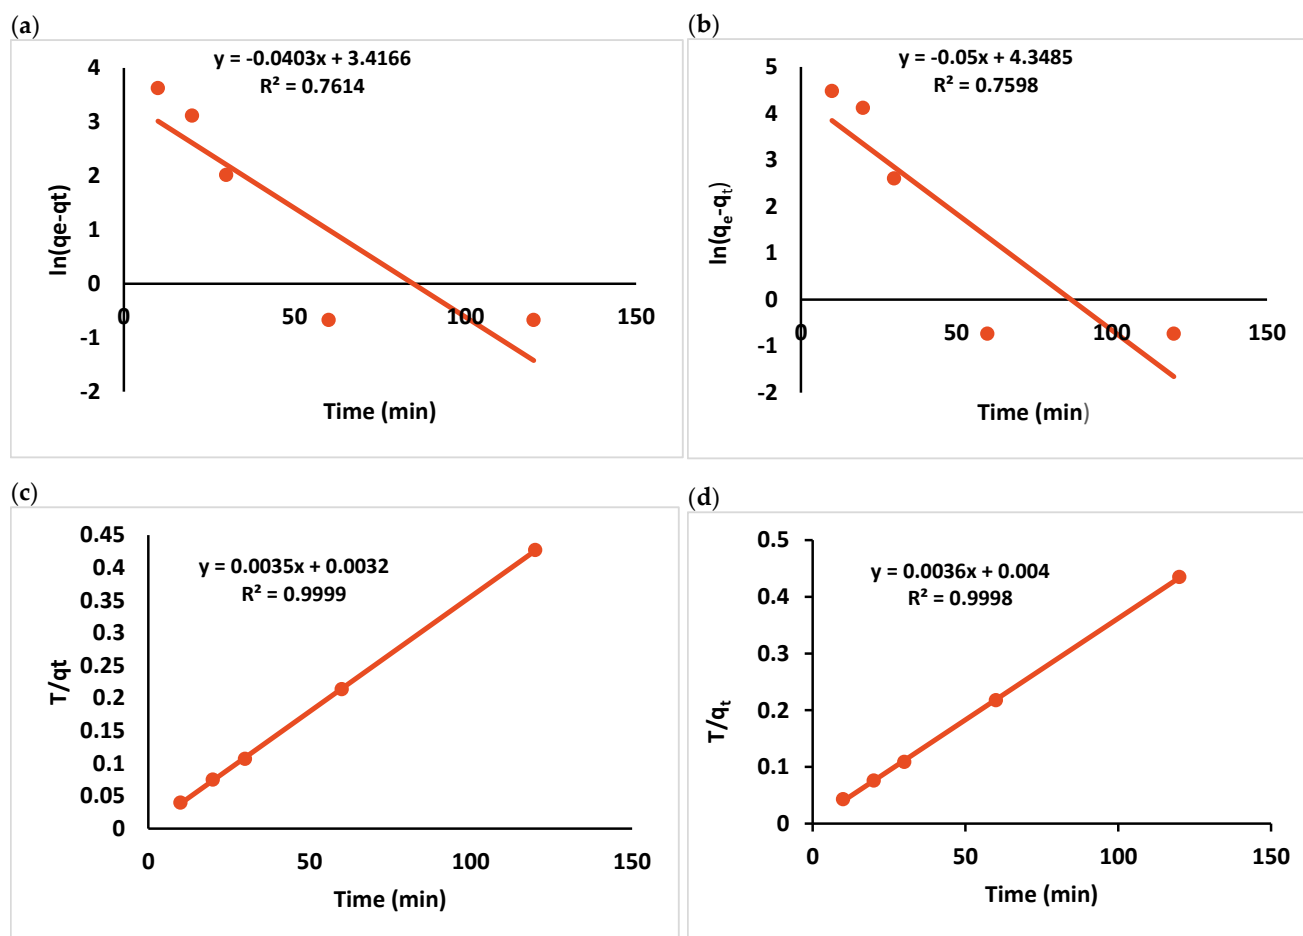 (a)
y = -0.0403x + 3.4166
R² = 0.7614
4
3
2
1
0
-1
-2
0
50
100
150
ln(qe-qt)
Time (min)
(b)
y = -0.05x + 4.3485
R² = 0.7598
5
4
3
2
1
0
-1
-2
0
50
100
150
ln(qₑ-qₜ)
Time (min)
(c)
y = 0.0035x + 0.0032
R² = 0.9999
0.45
0.4
0.35
0.3
0.25
0.2
0.15
0.1
0.05
0
0
50
100
150
T/qt
Time (min)
(d)
y = 0.0036x + 0.004
R² = 0.9998
0.5
0.4
0.3
0.2
0.1
0
0
50
100
150
T/qₜ
Time (min)